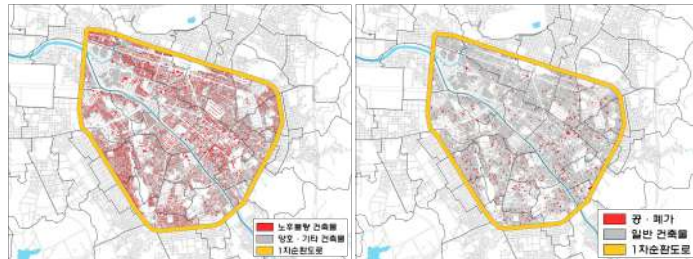 노후불량 건축물
양호 · 기타 건축물
1차순환도로
공 · 폐가
일반 건축물
1차순환도로